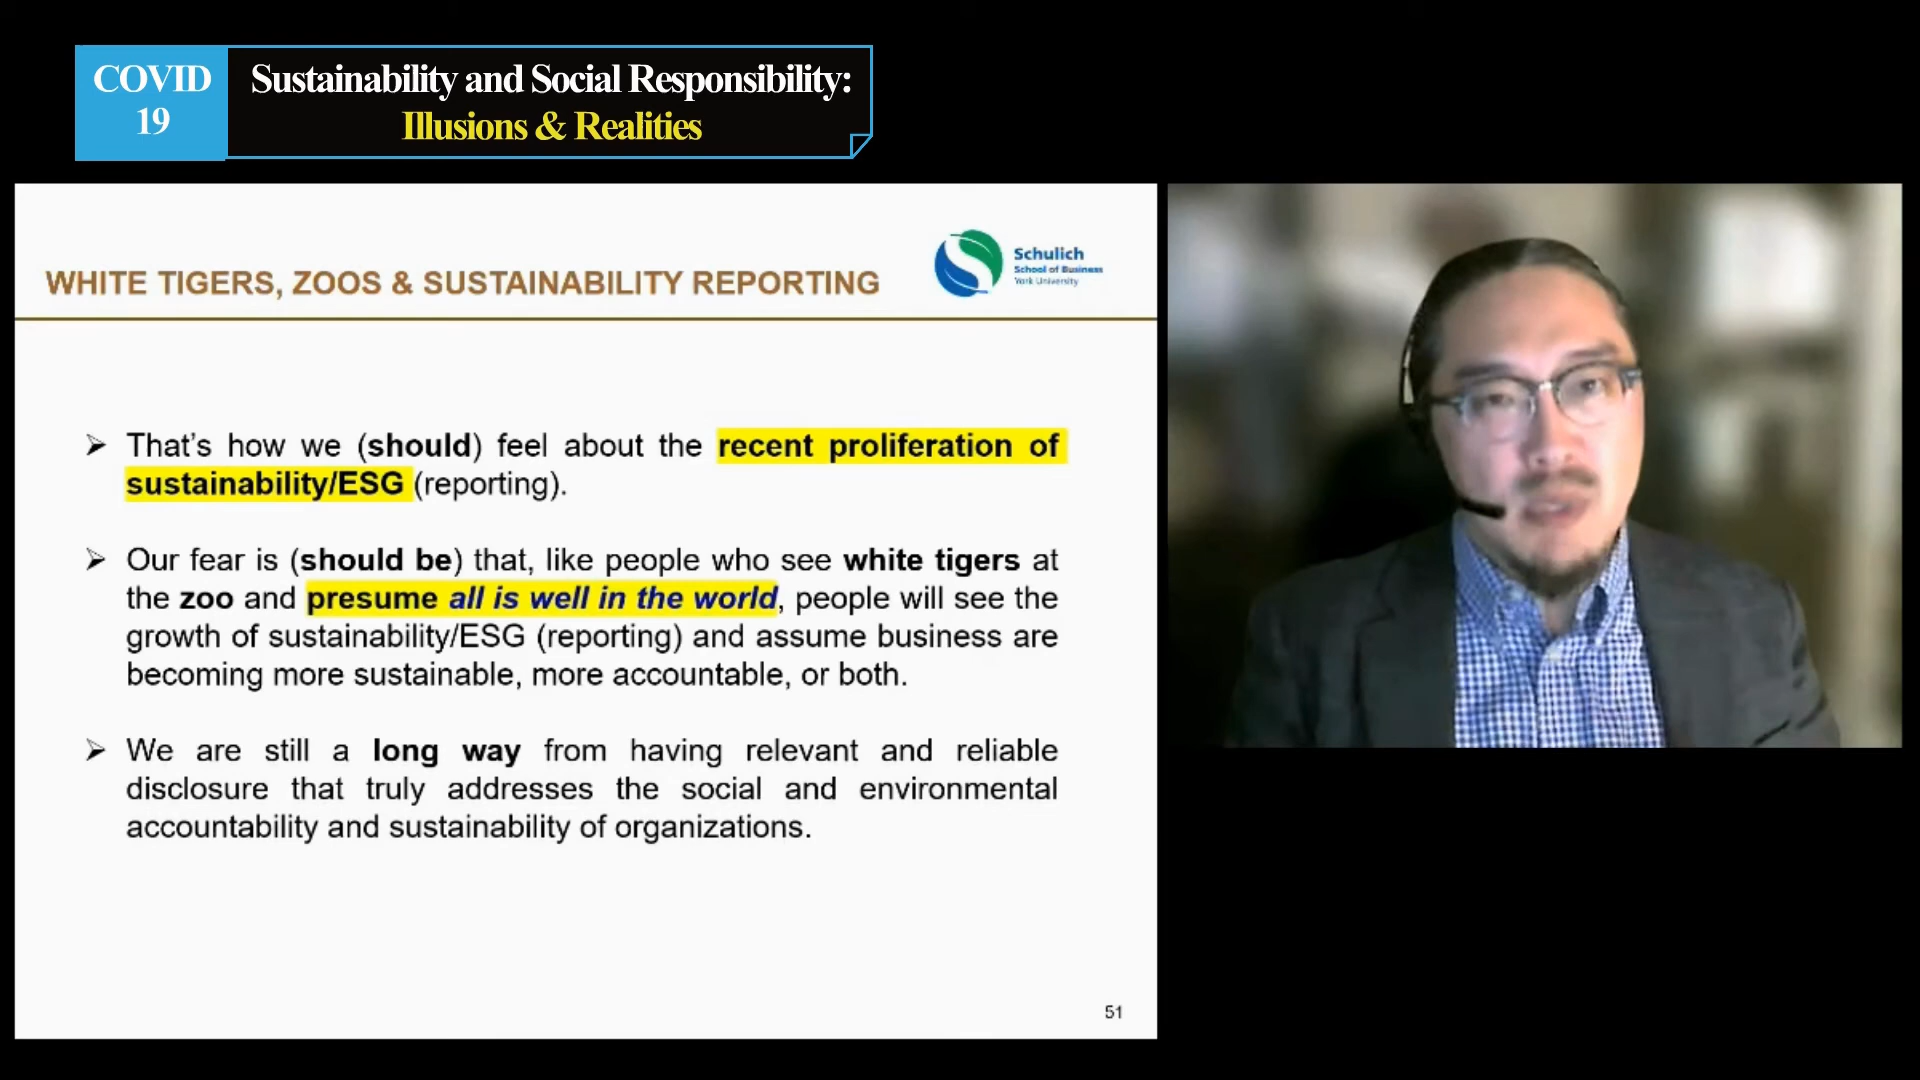 COVID
19
Sustainability and Social Responsibility:
Illusions & Realities
WHITE TIGERS, ZOOS & SUSTAINABILITY REPORTING
Schulich
School of Business
York University
➢ That's how we (should) feel about the recent proliferation of
sustainability/ESG (reporting).
➢ Our fear is (should be) that, like people who see white tigers at
the zoo and presume all is well in the world, people will see the
growth of sustainability/ESG (reporting) and assume business are
becoming more sustainable, more accountable, or both.
➢ We are still a long way from having relevant and reliable
disclosure that truly addresses the social and environmental
accountability and sustainability of organizations.
51